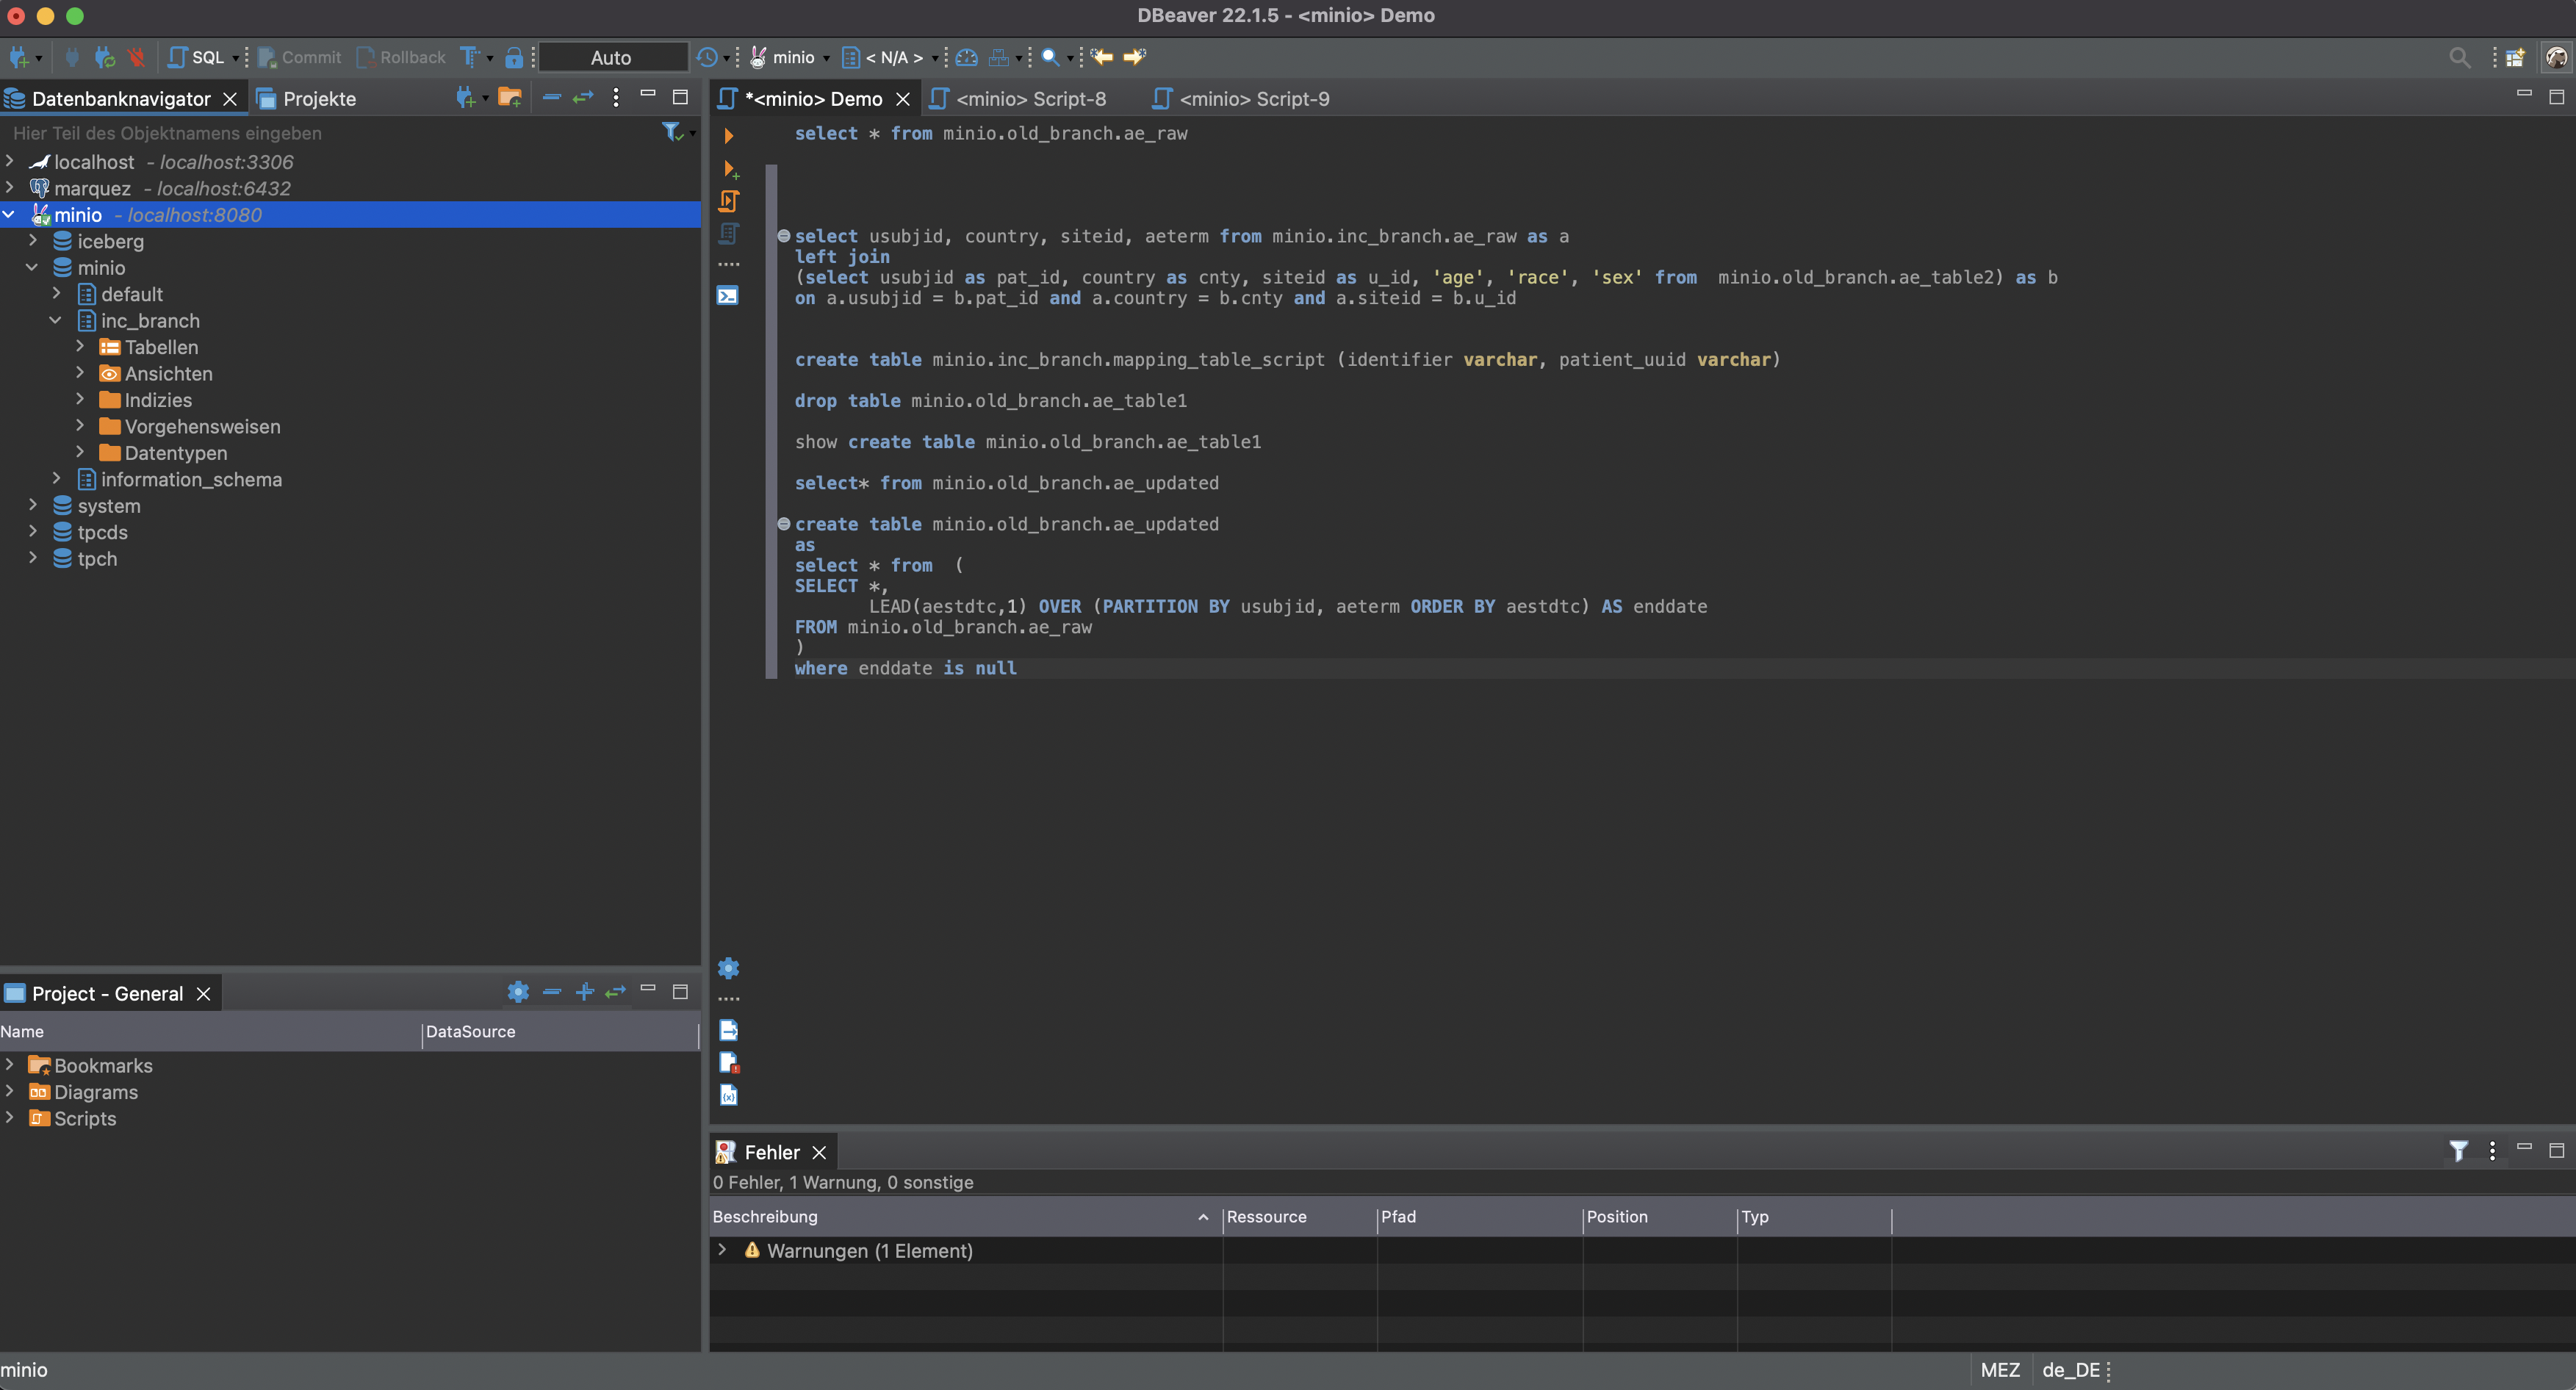 DBeaver 22.1.5 - <minio> Demo
SQL Commit Rollback Auto minio < N/A >
Datenbanknavigator Projekte
Hier Teil des Objektnamens eingeben
localhost - localhost:3306
marquez - localhost:6432
minio - localhost:8080
iceberg
minio
default
inc_branch
Tabellen
Ansichten
Indizies
Vorgehensweisen
Datentypen
information_schema
system
tpcds
tpch
*<minio> Demo <minio> Script-8 <minio> Script-9
select * from minio.old_branch.ae_raw
select usubjid, country, siteid, aeterm from minio.inc_branch.ae_raw as a
left join
(select usubjid as pat_id, country as cnty, siteid as u_id, 'age', 'race', 'sex' from  minio.old_branch.ae_table2) as b
on a.usubjid = b.pat_id and a.country = b.cnty and a.siteid = b.u_id
create table minio.inc_branch.mapping_table_script (identifier varchar, patient_uuid varchar)
drop table minio.old_branch.ae_table1
show create table minio.old_branch.ae_table1
select* from minio.old_branch.ae_updated
create table minio.old_branch.ae_updated
as
select * from  (
SELECT *,
LEAD(aestdtc,1) OVER (PARTITION BY usubjid, aeterm ORDER BY aestdtc) AS enddate
FROM minio.old_branch.ae_raw
)
where enddate is null
Project - General
Name DataSource
Bookmarks
Diagrams
Scripts
Fehler
0 Fehler, 1 Warnung, 0 sonstige
Beschreibung Ressource Pfad Position Typ
Warnungen (1 Element)
minio MEZ de_DE